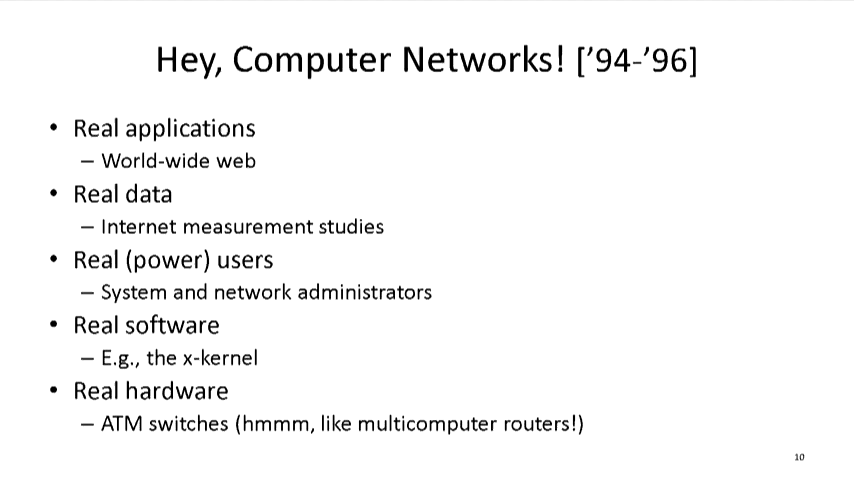 Hey, Computer Networks! [’94-’96]
• Real applications
– World-wide web
• Real data
– Internet measurement studies
• Real (power) users
– System and network administrators
• Real software
– E.g., the x-kernel
• Real hardware
– ATM switches (hmmm, like multicomputer routers!)
10